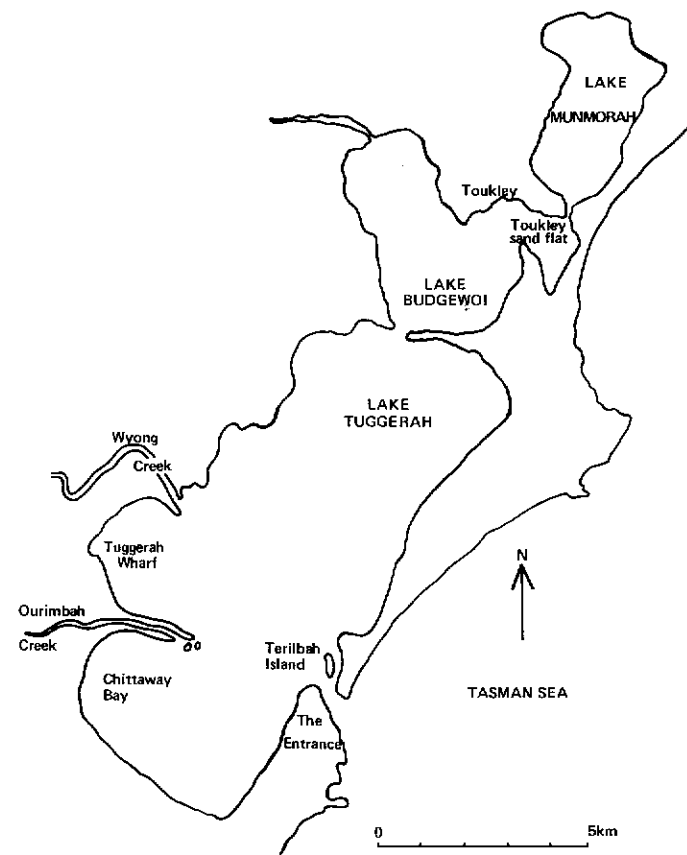 LAKE
MUNMORAH
Toukley
Toukley
sand flat
LAKE
BUDGEWOI
LAKE
TUGGERAH
Wyong
Creek
Tuggerah
Wharf
N
Ourimbah
Creek
Terilbah
Island
Chittaway
Bay
TASMAN SEA
The
Entrance
0 5km